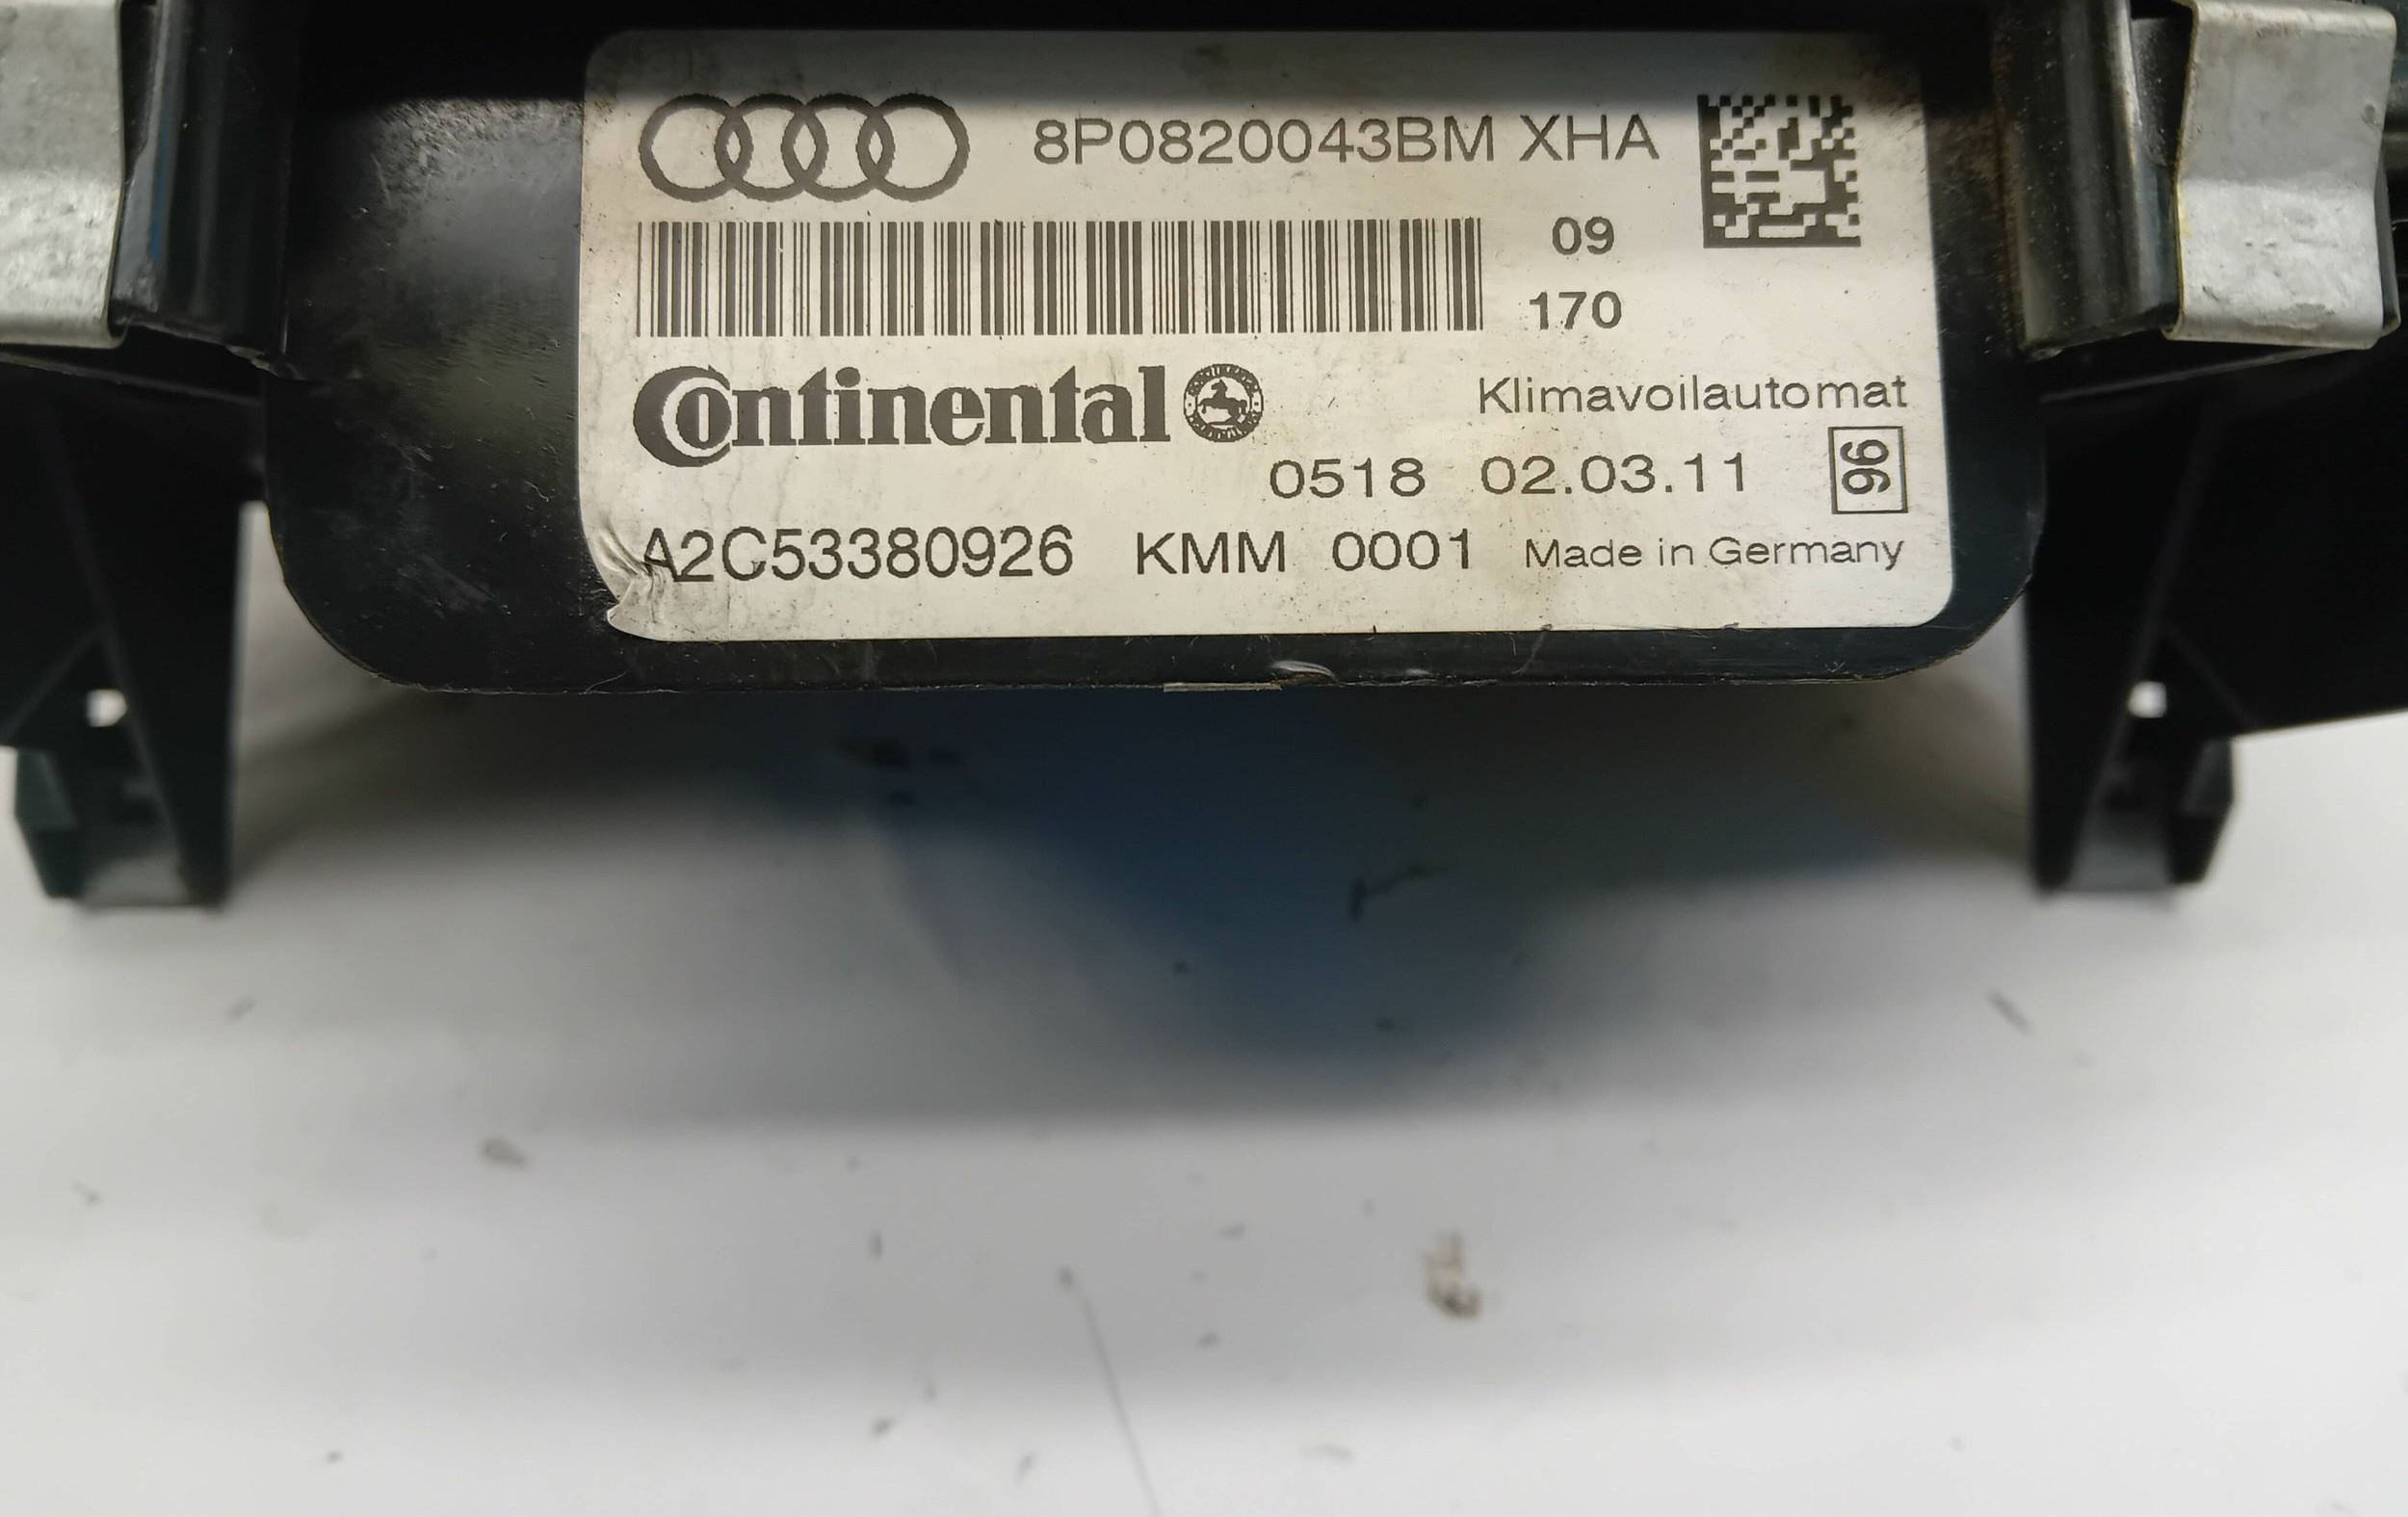 8P0820043BM XHA
09
170
Continental
Klimavoilautomat
0518 02.03.11 96
A2C53380926 KMM 0001 Made in Germany